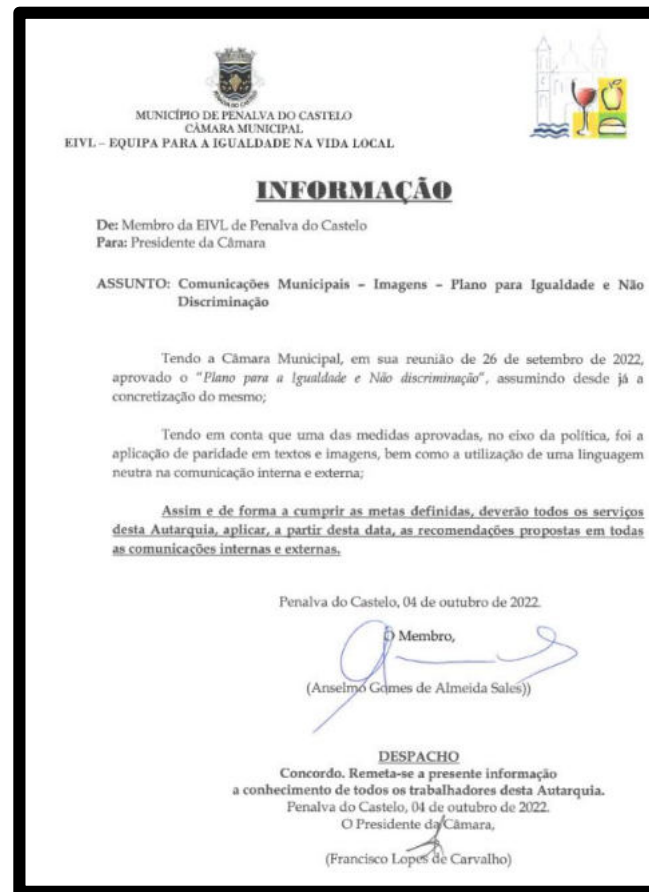 MUNICÍPIO DE PENALVA DO CASTELO
CÂMARA MUNICIPAL
EIVL – EQUIPA PARA A IGUALDADE NA VIDA LOCAL
INFORMAÇÃO
De: Membro da EIVL de Penalva do Castelo
Para: Presidente da Câmara
ASSUNTO: Comunicações Municipais – Imagens – Plano para Igualdade e Não
Discriminação
Tendo a Câmara Municipal, em sua reunião de 26 de setembro de 2022,
aprovado o "Plano para a Igualdade e Não discriminação", assumindo desde já a
concretização do mesmo;
Tendo em conta que uma das medidas aprovadas, no eixo da política, foi a
aplicação de paridade em textos e imagens, bem como a utilização de uma linguagem
neutra na comunicação interna e externa;
Assim e de forma a cumprir as metas definidas, deverão todos os serviços
desta Autarquia, aplicar, a partir desta data, as recomendações propostas em todas
as comunicações internas e externas.
Penalva do Castelo, 04 de outubro de 2022.
O Membro,
(Anselmo Gomes de Almeida Sales))
DESPACHO
Concordo. Remeta-se a presente informação
a conhecimento de todos os trabalhadores desta Autarquia.
Penalva do Castelo, 04 de outubro de 2022.
O Presidente da Câmara,
(Francisco Lopes de Carvalho)